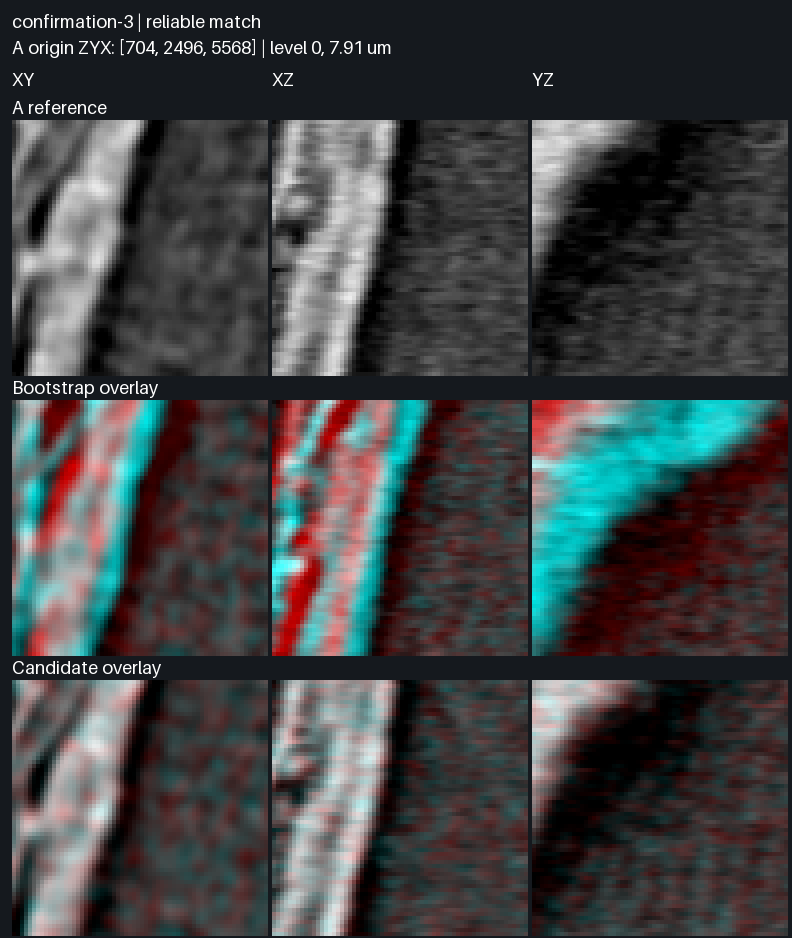 confirmation-3 | reliable match
A origin ZYX: [704, 2496, 5568] | level 0, 7.91 um
XY XZ YZ
A reference
Bootstrap overlay
Candidate overlay